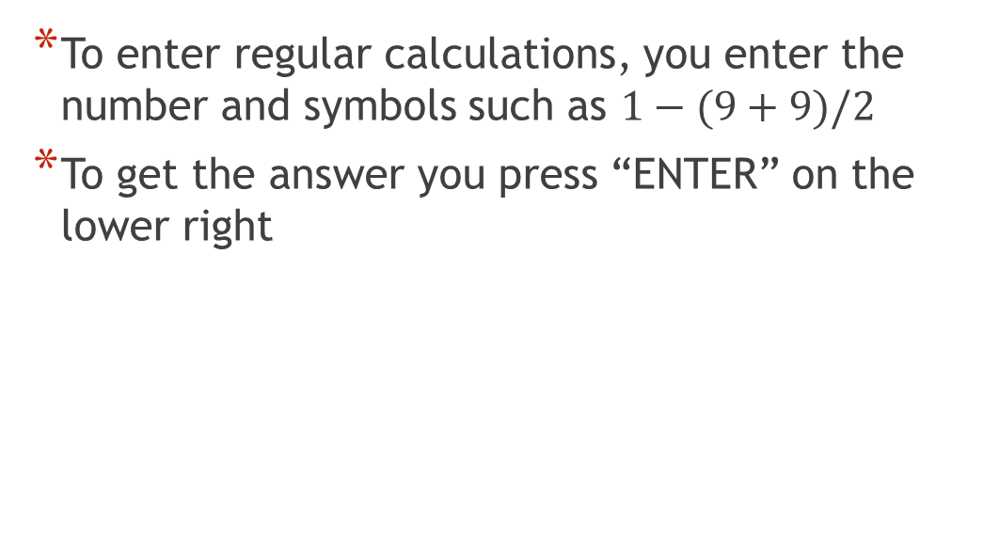 *To enter regular calculations, you enter the
number and symbols such as 1 − (9 + 9)/2
*To get the answer you press “ENTER” on the
lower right